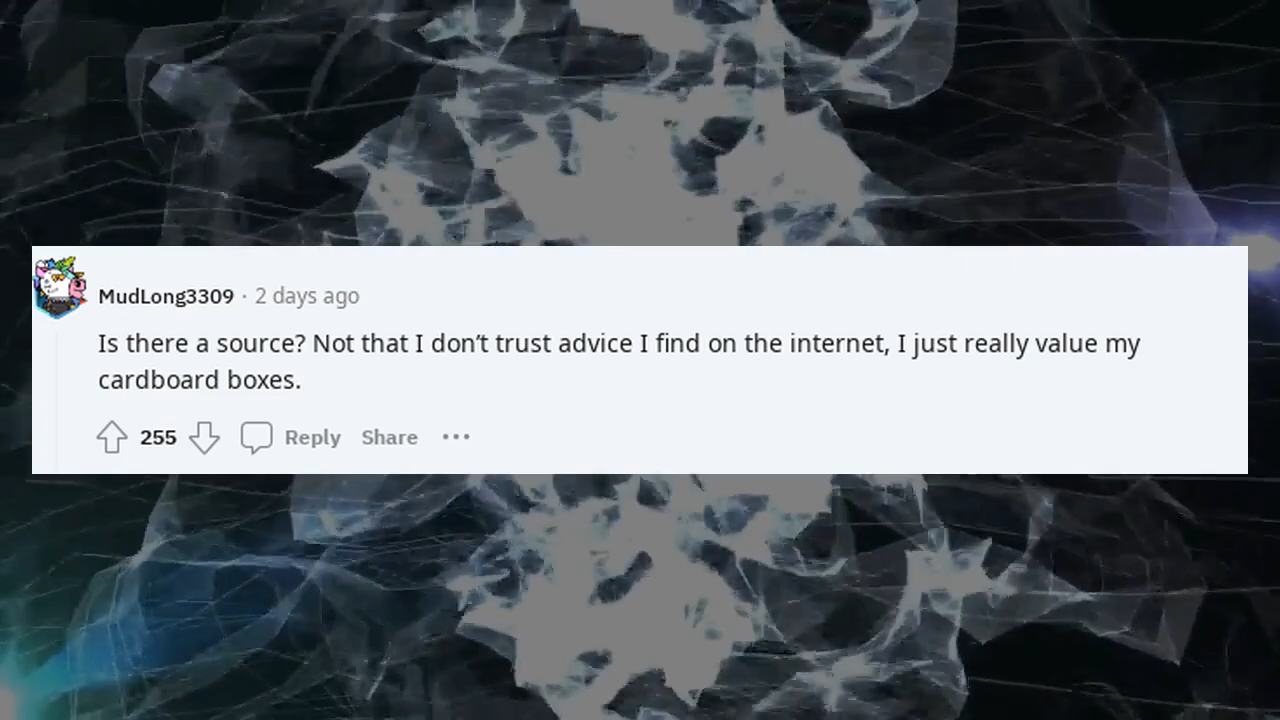 MudLong3309 · 2 days ago
Is there a source? Not that I don’t trust advice I find on the internet, I just really value my
cardboard boxes.
255 Reply Share ···